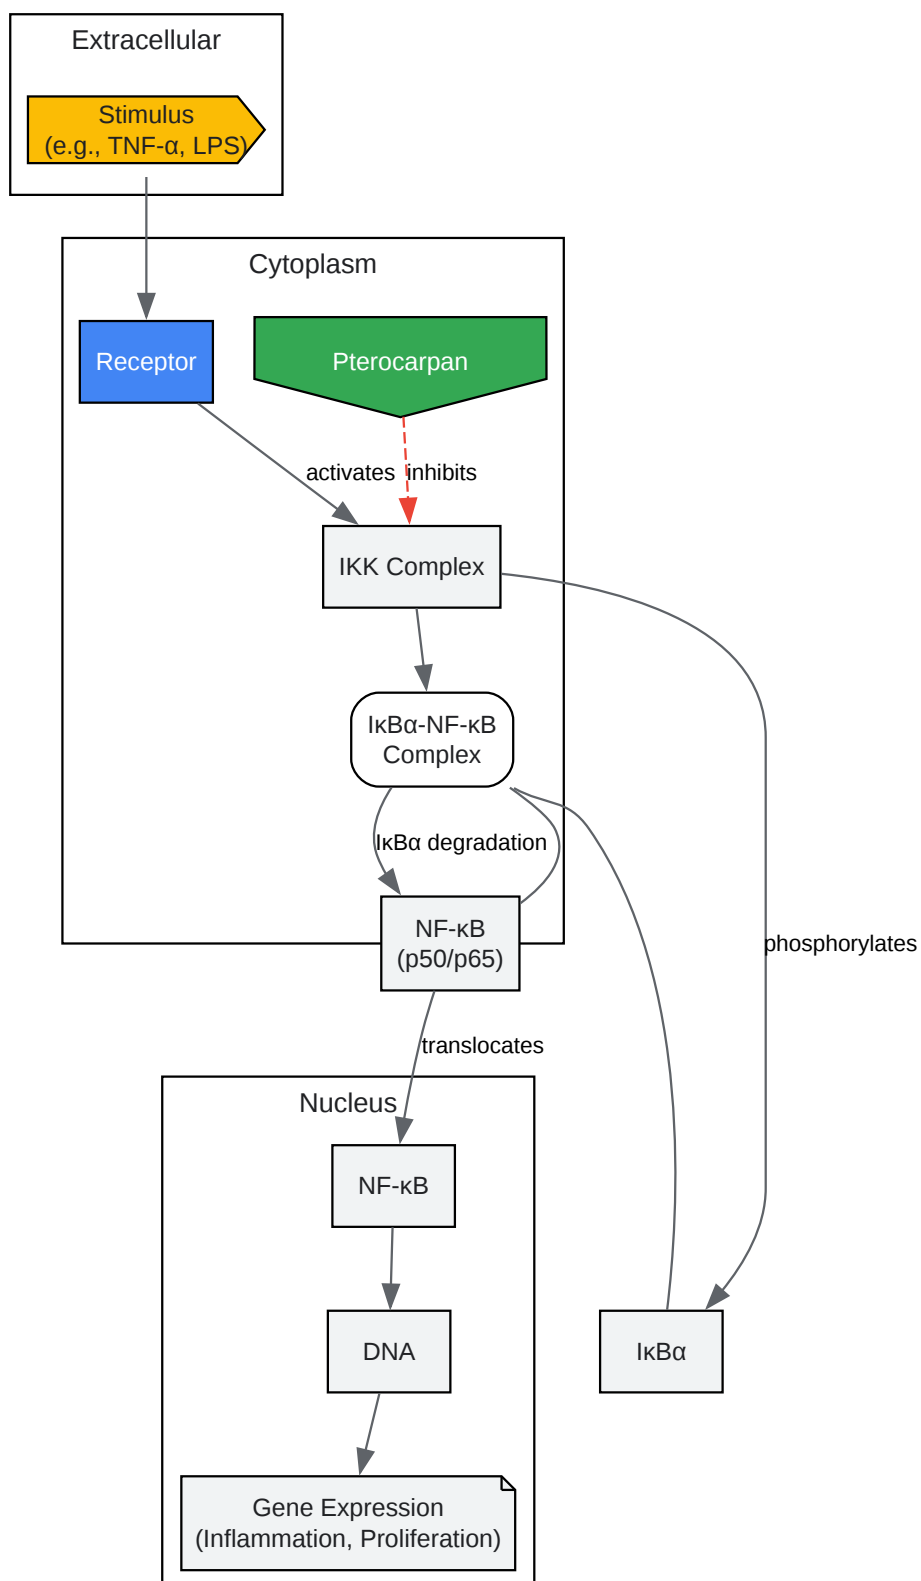 Extracellular
Stimulus
(e.g., TNF-α, LPS)
Cytoplasm
Receptor
Pterocarpan
activates
inhibits
IKK Complex
IκBα-NF-κB
Complex
IκBα degradation
NF-κB
(p50/p65)
phosphorylates
translocates
Nucleus
NF-κB
DNA
IκBα
Gene Expression
(Inflammation, Proliferation)